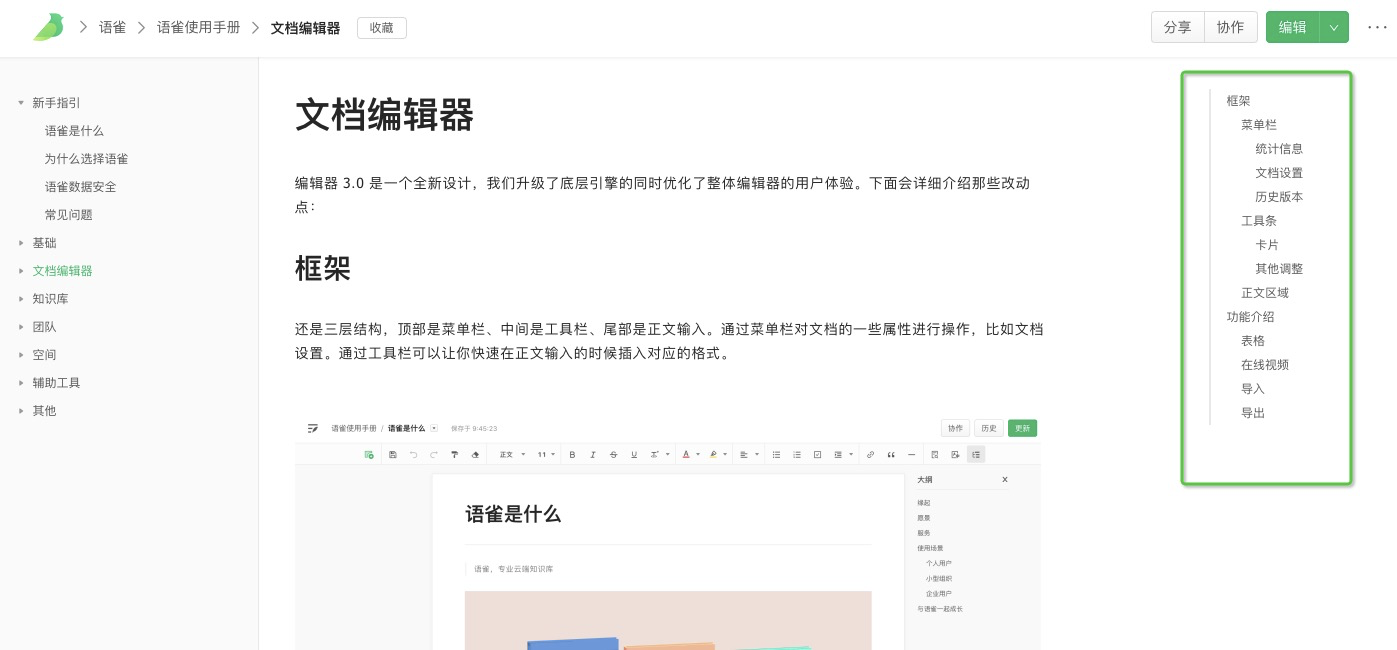 语雀
语雀使用手册
文档编辑器
收藏
分享
协作
编辑
新手指引
语雀是什么
为什么选择语雀
语雀数据安全
常见问题
基础
文档编辑器
知识库
团队
空间
辅助工具
其他
文档编辑器
编辑器 3.0 是一个全新设计，我们升级了底层引擎的同时优化了整体编辑器的用户体验。下面会详细介绍那些改动
点：
框架
还是三层结构，顶部是菜单栏、中间是工具栏、尾部是正文输入。通过菜单栏对文档的一些属性进行操作，比如文档
设置。通过工具栏可以让你快速在正文输入的时候插入对应的格式。
语雀使用手册 / 语雀是什么
保存于 9:45:23
协作
历史
更新
正文
11
语雀是什么
语雀，专业云端知识库
大纲
缘起
愿景
服务
使用场景
个人用户
小型组织
企业用户
与语雀一起成长
框架
菜单栏
统计信息
文档设置
历史版本
工具条
卡片
其他调整
正文区域
功能介绍
表格
在线视频
导入
导出